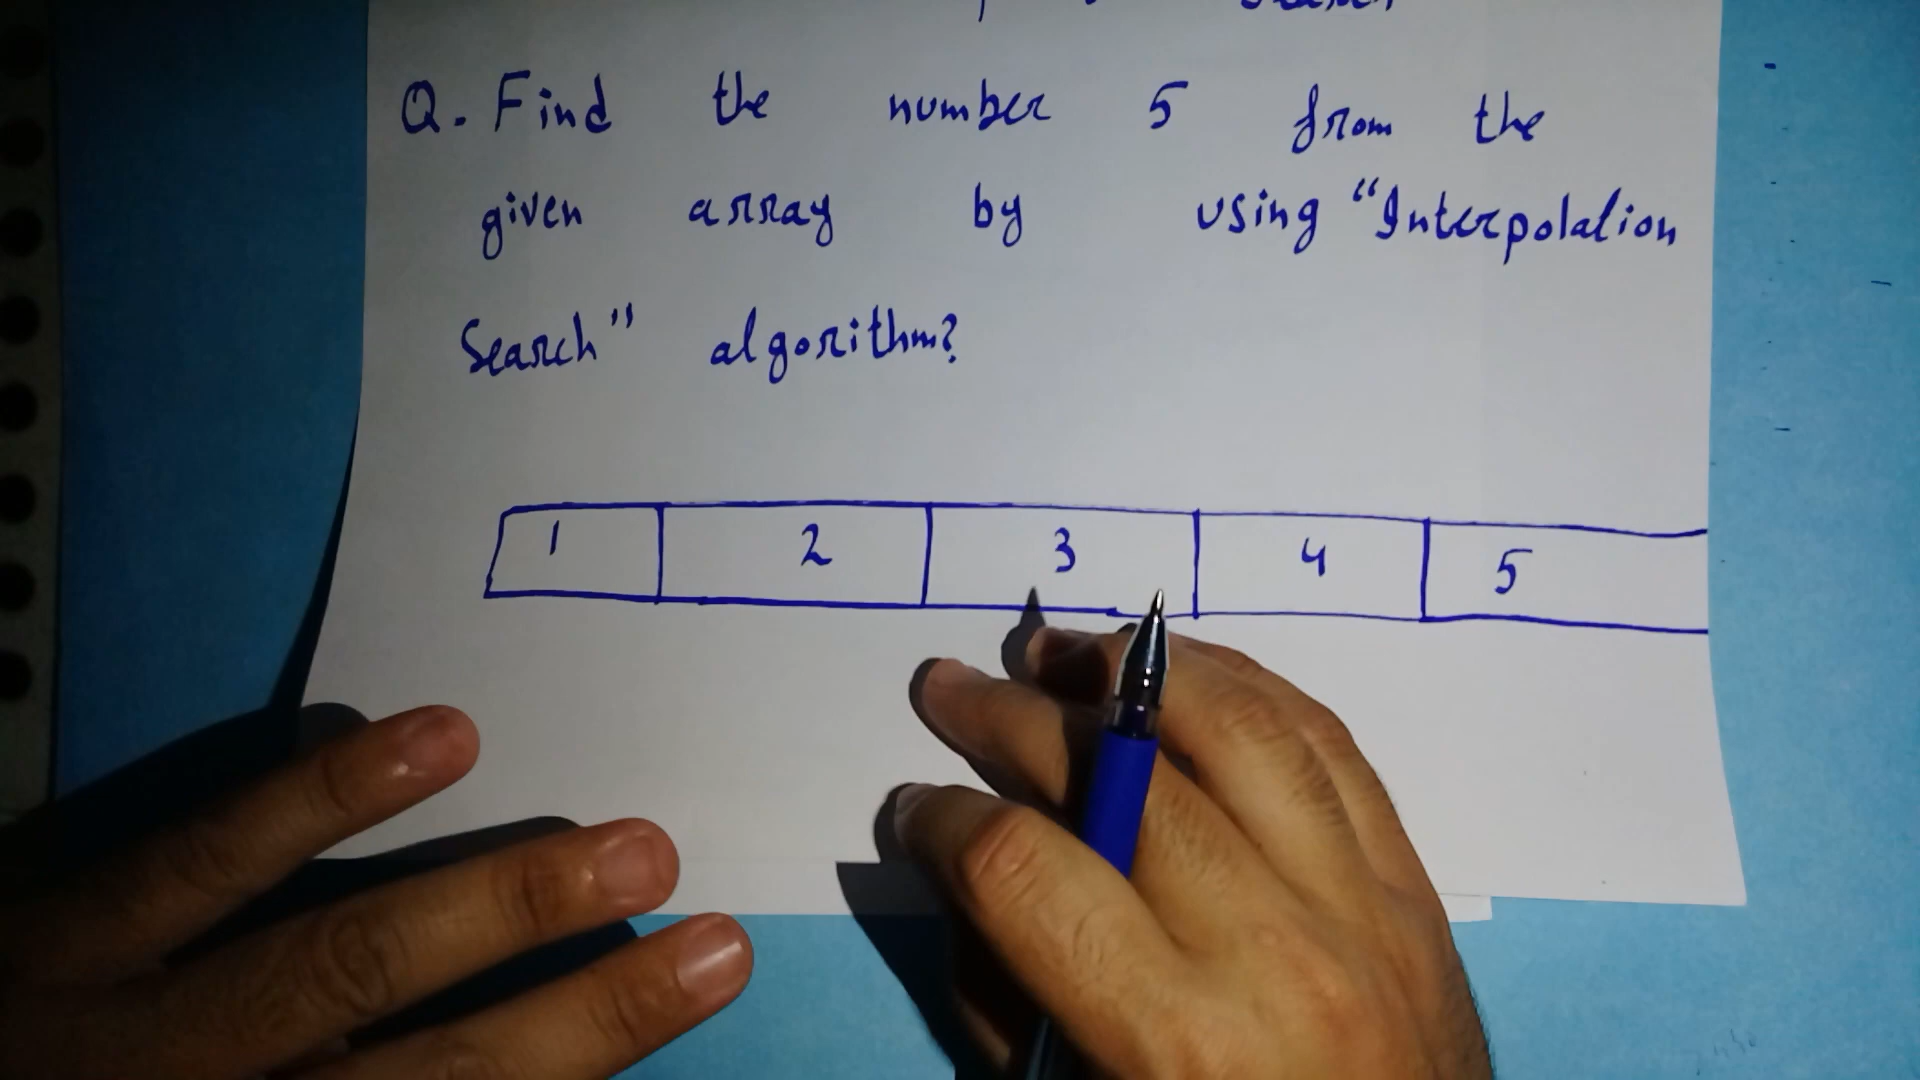 Q. Find the number 5 from the
given array by using "Interpolation
Search" algorithm?
1 2 3 4 5